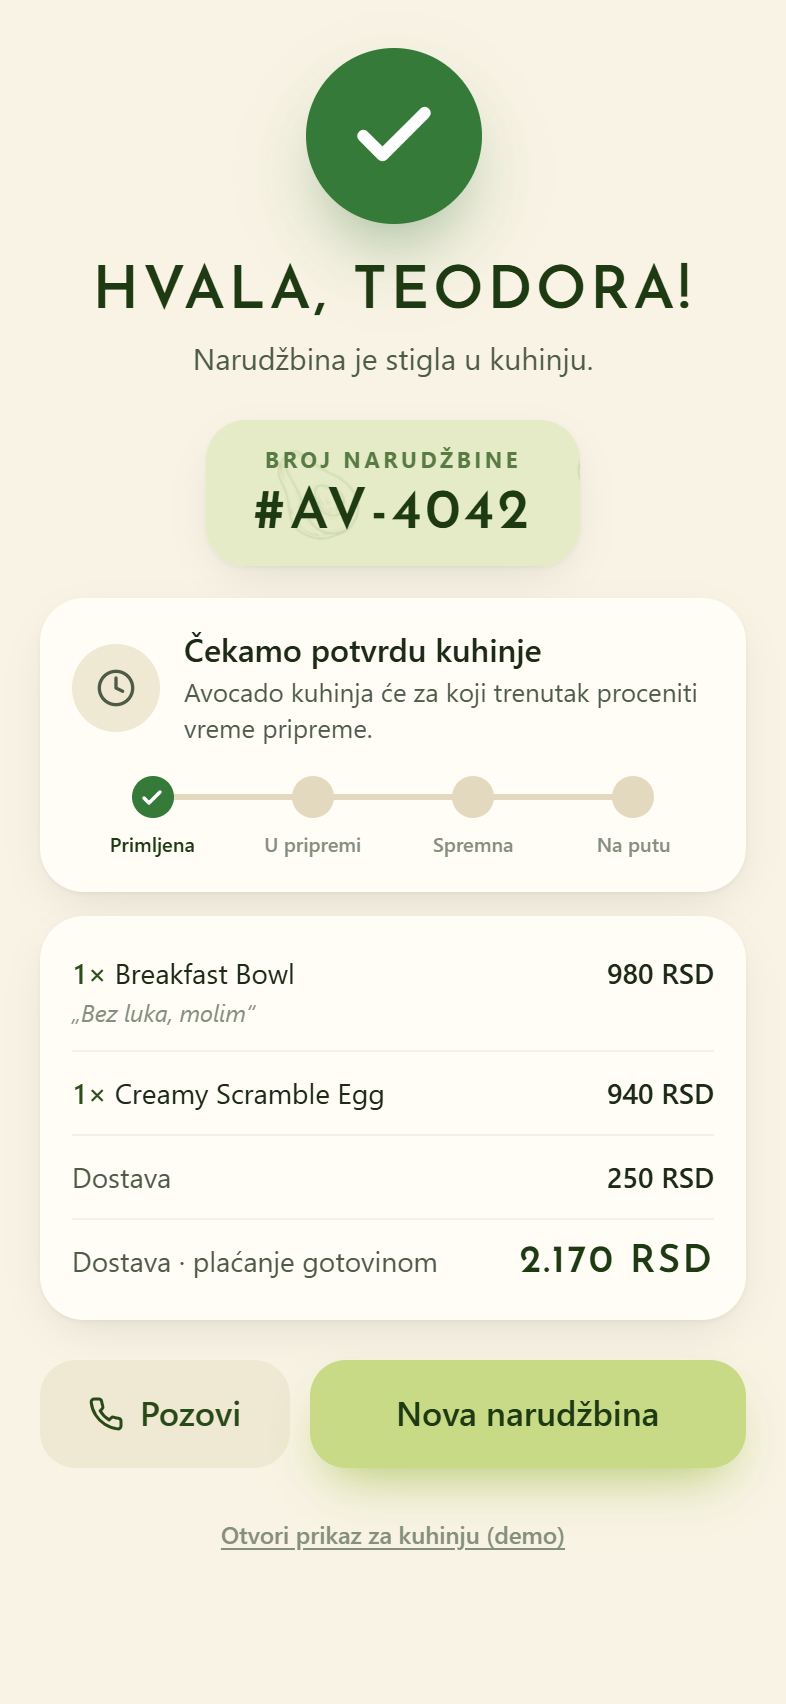 HVALA, TEODORA!
Narudžbina je stigla u kuhinju.
BROJ NARUDŽBINE
#AV-4042
Čekamo potvrdu kuhinje
Avocado kuhinja će za koji trenutak proceniti
vreme pripreme.
Primljena U pripremi Spremna Na putu
1× Breakfast Bowl 980 RSD
„Bez luka, molim“
1× Creamy Scramble Egg 940 RSD
Dostava 250 RSD
Dostava · plaćanje gotovinom 2.170 RSD
Pozovi Nova narudžbina
Otvori prikaz za kuhinju (demo)